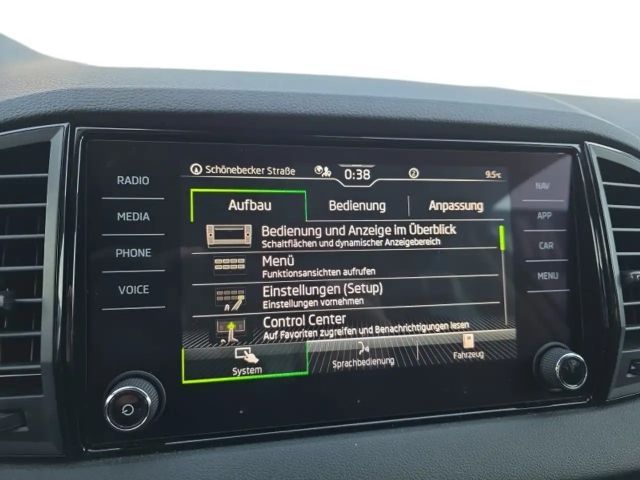 Schönebecker Straße
0:38
2
9.5°C
RADIO
MEDIA
PHONE
VOICE
NAV
APP
CAR
MENU
Aufbau
Bedienung
Anpassung
Bedienung und Anzeige im Überblick
Schaltflächen und dynamischer Anzeigebereich
Menü
Funktionsansichten aufrufen
Einstellungen (Setup)
Einstellungen vornehmen
Control Center
Auf Favoriten zugreifen und Benachrichtigungen lesen
System
Sprachbedienung
Fahrzeug